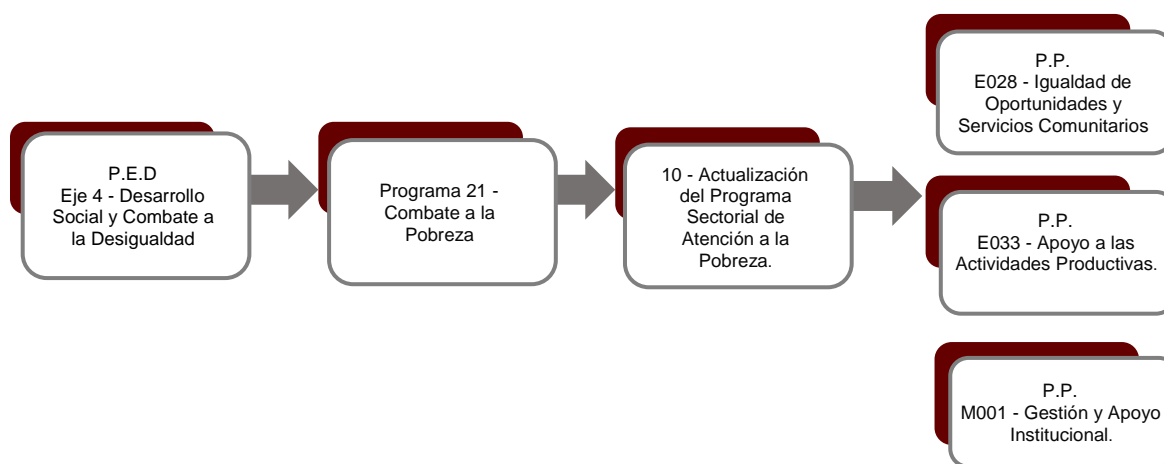 P.E.D
Eje 4 - Desarrollo
Social y Combate a
la Desigualdad
Programa 21 -
Combate a la
Pobreza
10 - Actualización
del Programa
Sectorial de
Atención a la
Pobreza.
P.P.
E028 - Igualdad de
Oportunidades y
Servicios Comunitarios
P.P.
E033 - Apoyo a las
Actividades Productivas.
P.P.
M001 - Gestión y Apoyo
Institucional.